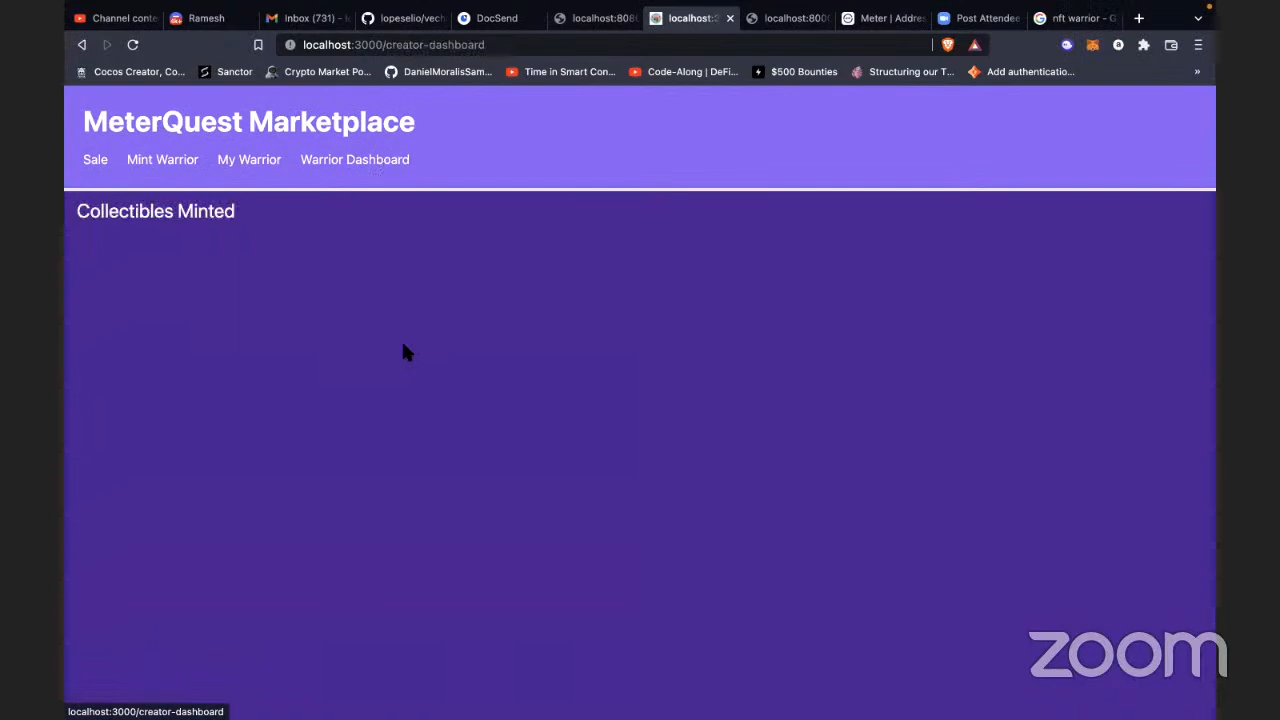 Channel conte
Ramesh
Inbox (731) - l
lopeselio/vech
DocSend
localhost:808
localhost:3
localhost:800
Meter | Addres
Post Attendee
nft warrior - G
localhost:3000/creator-dashboard
Cocos Creator, Co...
Sanctor
Crypto Market Po...
DanielMoralisSam...
Time in Smart Con...
Code-Along | DeFi...
$500 Bounties
Structuring our T...
Add authenticatio...
»
MeterQuest Marketplace
Sale Mint Warrior My Warrior Warrior Dashboard
Collectibles Minted
zoom
localhost:3000/creator-dashboard